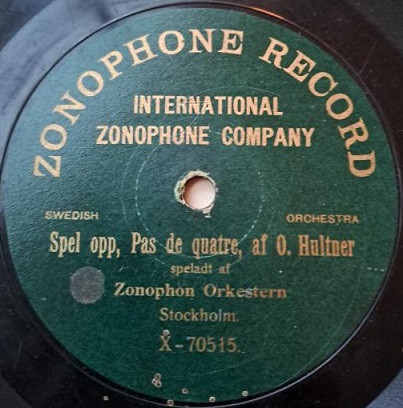 ZONOPHONE RECORD
INTERNATIONAL
ZONOPHONE COMPANY
SWEDISH ORCHESTRA
Spel opp, Pas de quatre, af O. Hultner
speladt af
Zonophon Orkestern
Stockholm.
X-70515.